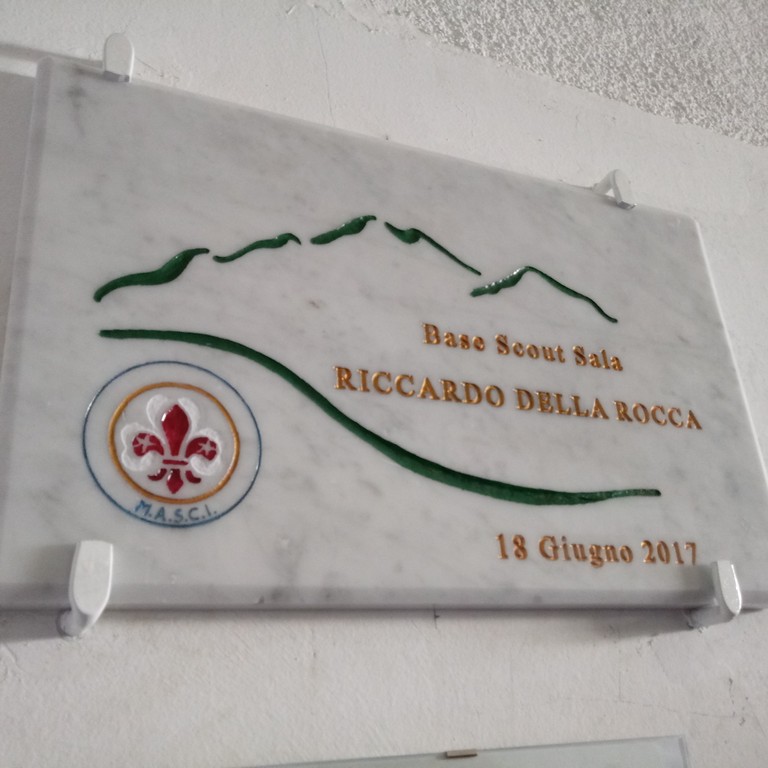 Base Scout Sala
RICCARDO DELLA ROCCA
M.A.S.C.I.
18 Giugno 2017